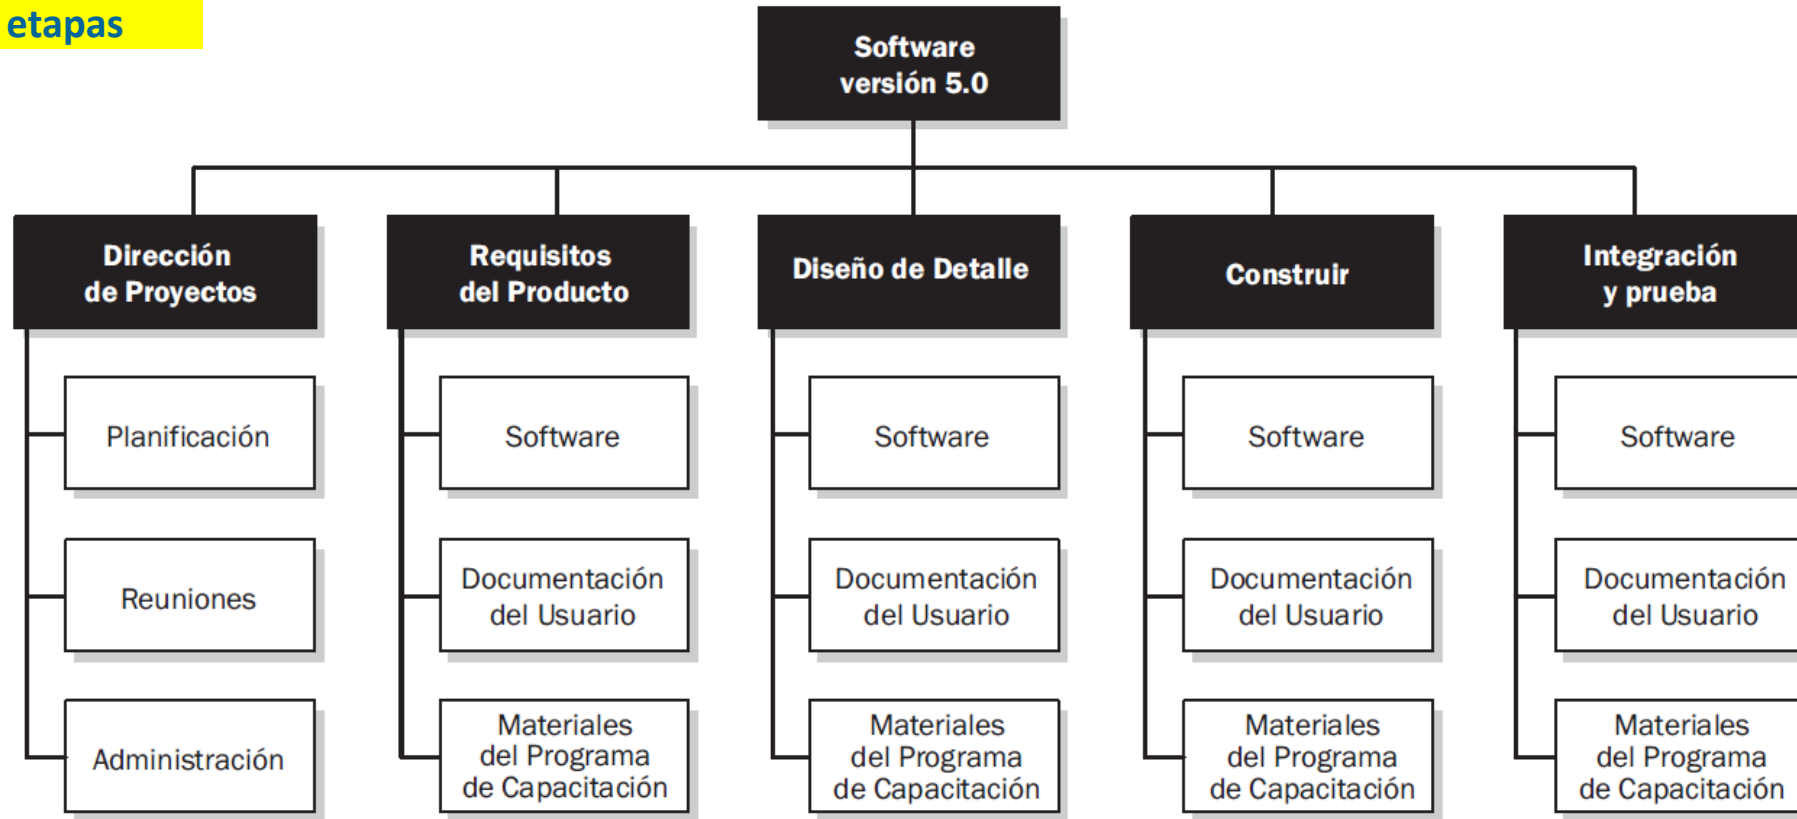 etapas
Software
versión 5.0
Dirección
de Proyectos
Requisitos
del Producto
Diseño de Detalle
Construir
Integración
y prueba
Planificación
Software
Software
Software
Software
Reuniones
Documentación
del Usuario
Documentación
del Usuario
Documentación
del Usuario
Documentación
del Usuario
Administración
Materiales
del Programa
de Capacitación
Materiales
del Programa
de Capacitación
Materiales
del Programa
de Capacitación
Materiales
del Programa
de Capacitación